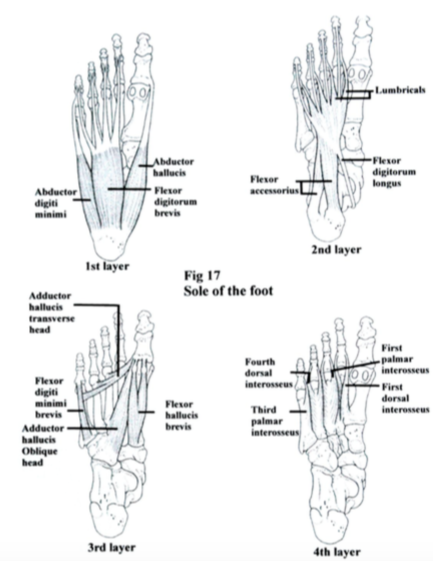 Lumbricals
Abductor
hallucis
Flexor
digitorum
brevis
Abductor
digiti
minimi
1st layer
Flexor
accessorius
Flexor
digitorum
longus
2nd layer
Fig 17
Sole of the foot
Adductor
hallucis
transverse
head
Flexor
digiti
minimi
brevis
Adductor
hallucis
Oblique
head
Flexor
hallucis
brevis
3rd layer
Fourth
dorsal
interosseus
Third
palmar
interosseus
First
palmar
interosseus
First
dorsal
interosseus
4th layer